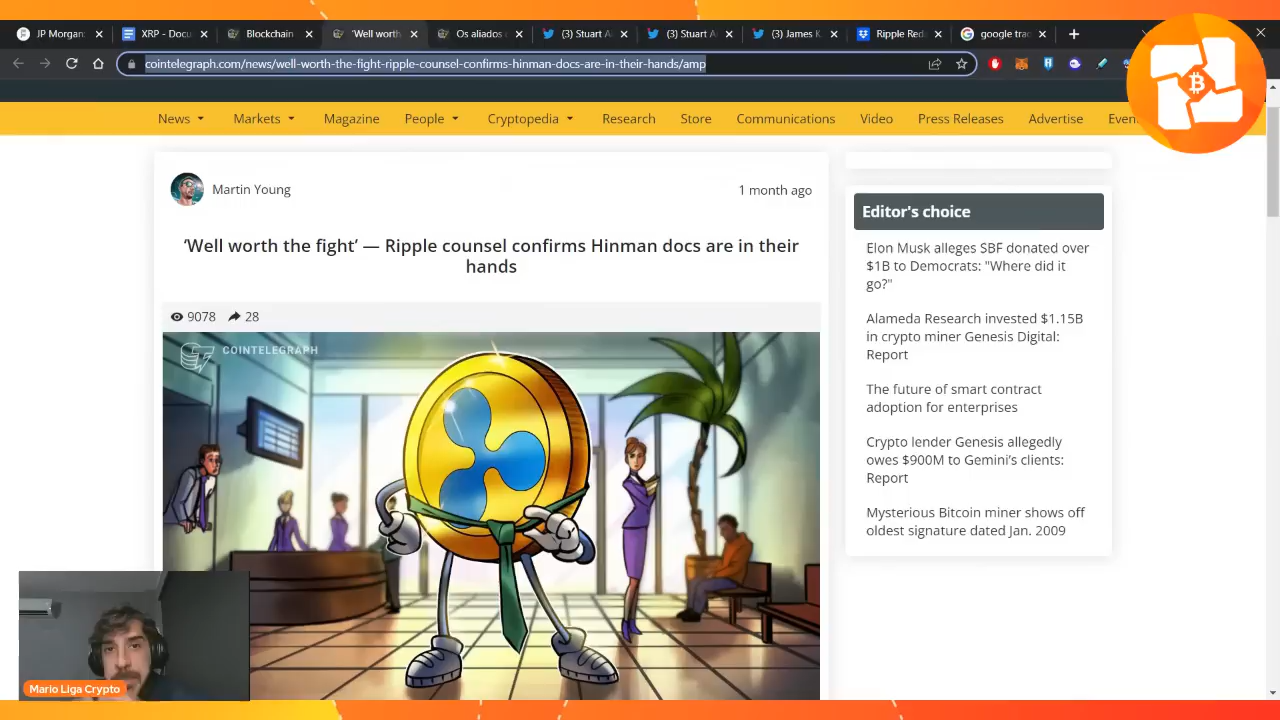 JP Morgan:
XRP - Docu
Blockchain
'Well worth
Os aliados
(3) Stuart A
(3) Stuart A
(3) James K
Ripple Red
google trad
cointelegraph.com/news/well-worth-the-fight-ripple-counsel-confirms-hinman-docs-are-in-their-hands/amp
News
Markets
Magazine
People
Cryptopedia
Research
Store
Communications
Video
Press Releases
Advertise
Martin Young
1 month ago
'Well worth the fight' — Ripple counsel confirms Hinman docs are in their
hands
9078
28
COINTELEGRAPH
Editor's choice
Elon Musk alleges SBF donated over
$1B to Democrats: "Where did it
go?"
Alameda Research invested $1.15B
in crypto miner Genesis Digital:
Report
The future of smart contract
adoption for enterprises
Crypto lender Genesis allegedly
owes $900M to Gemini's clients:
Report
Mysterious Bitcoin miner shows off
oldest signature dated Jan. 2009
Mario Liga Crypto